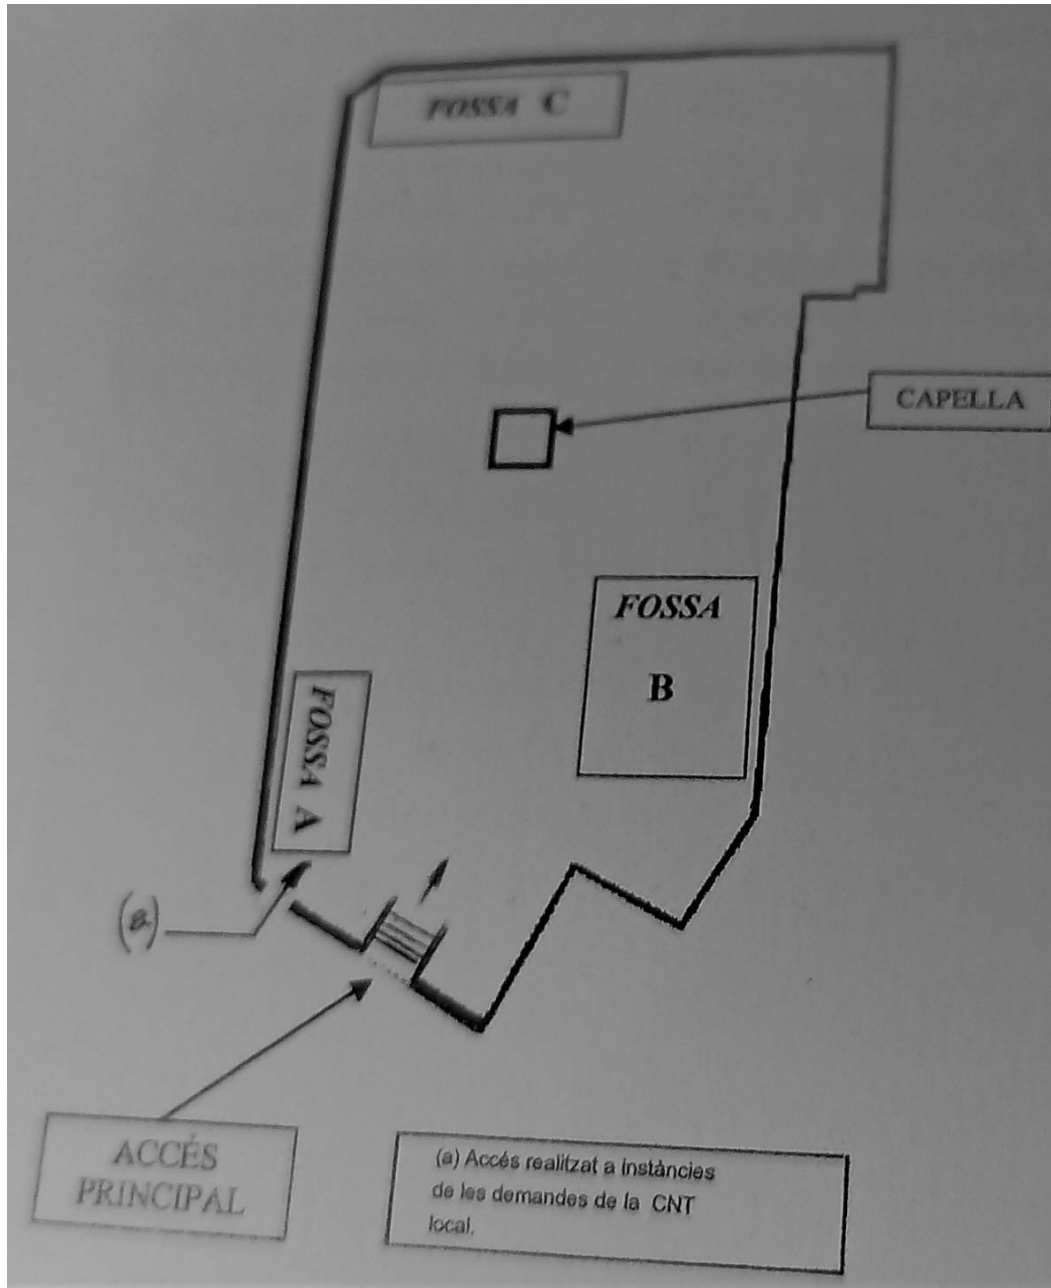 FOSSA C
CAPELLA
FOSSA
B
FOSSA A
(a)
ACCÉS
PRINCIPAL
(a) Accés realitzat a instàncies
de les demandes de la CNT
local.